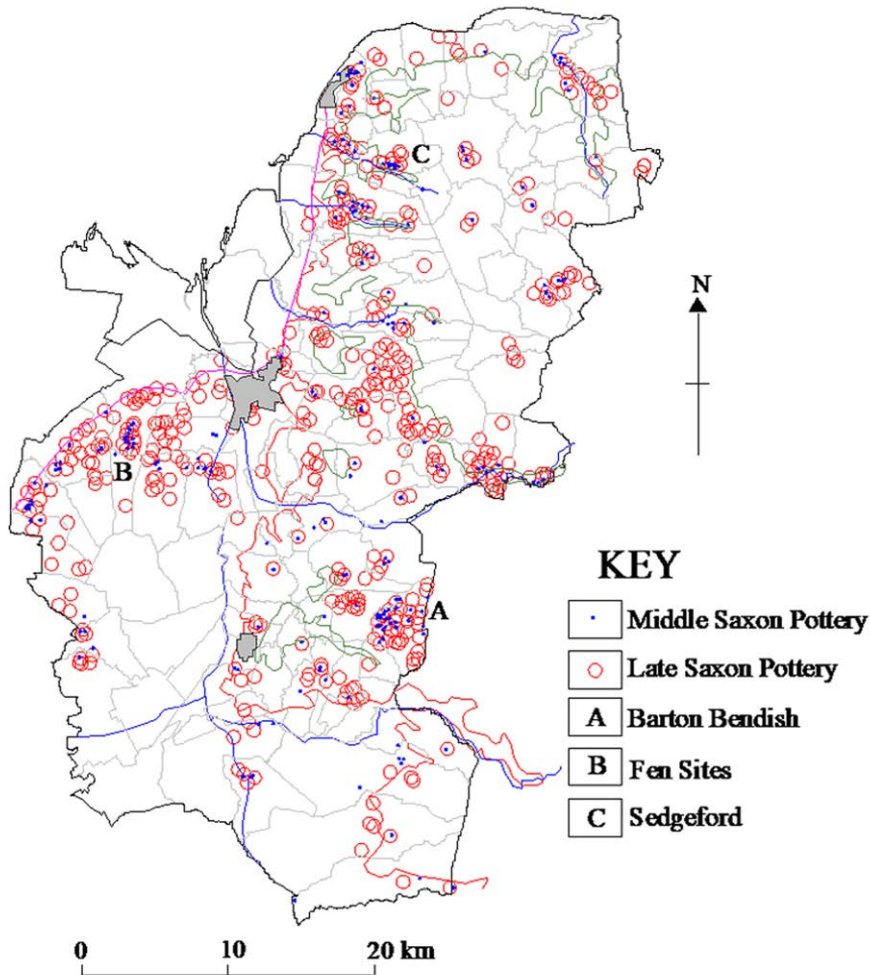 C
N
B
KEY
Middle Saxon Pottery
A
Late Saxon Pottery
A Barton Bendish
B Fen Sites
C Sedgeford
0 10 20 km